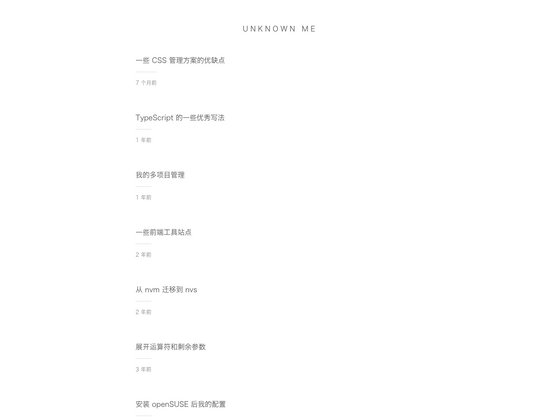 UNKNOWN ME
一些 CSS 管理方案的优缺点
7 个月前
TypeScript 的一些优秀写法
1 年前
我的多项目管理
1 年前
一些前端工具站点
2 年前
从 nvm 迁移到 nvs
2 年前
展开运算符和剩余参数
3 年前
安装 openSUSE 后我的配置